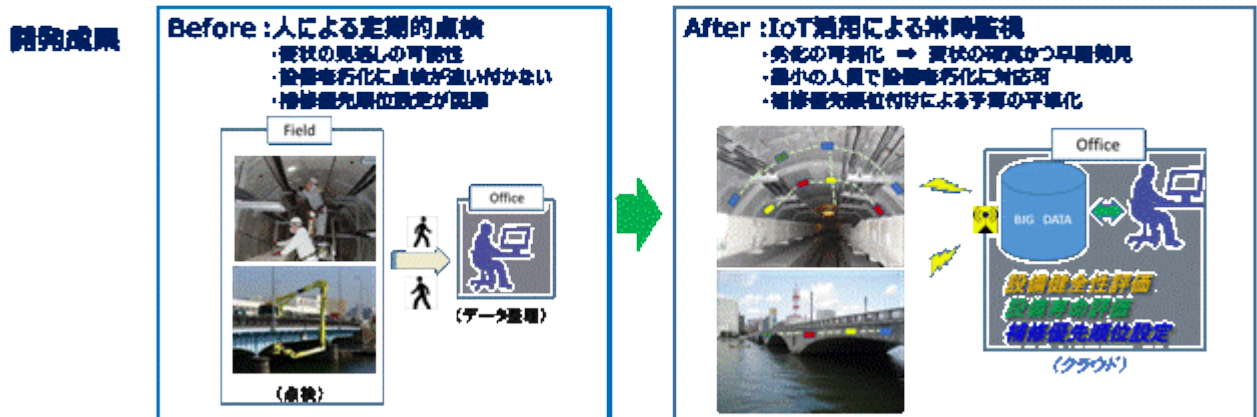 開発成果
Before :人による定期的点検
・変状の見逃しの可能性
・設備老朽化に点検が追い付かない
・補修優先順位設定が困難
Field
(点検)
Office
(データ整理)
After :IoT活用による常時監視
・劣化の可視化 ➡ 変状の確実かつ早期発見
・最小の人員で設備老朽化に対応可
・補修優先順位付けによる予算の平準化
Office
BIG DATA
設備健全性評価
設備寿命評価
補修優先順位設定
(クラウド)